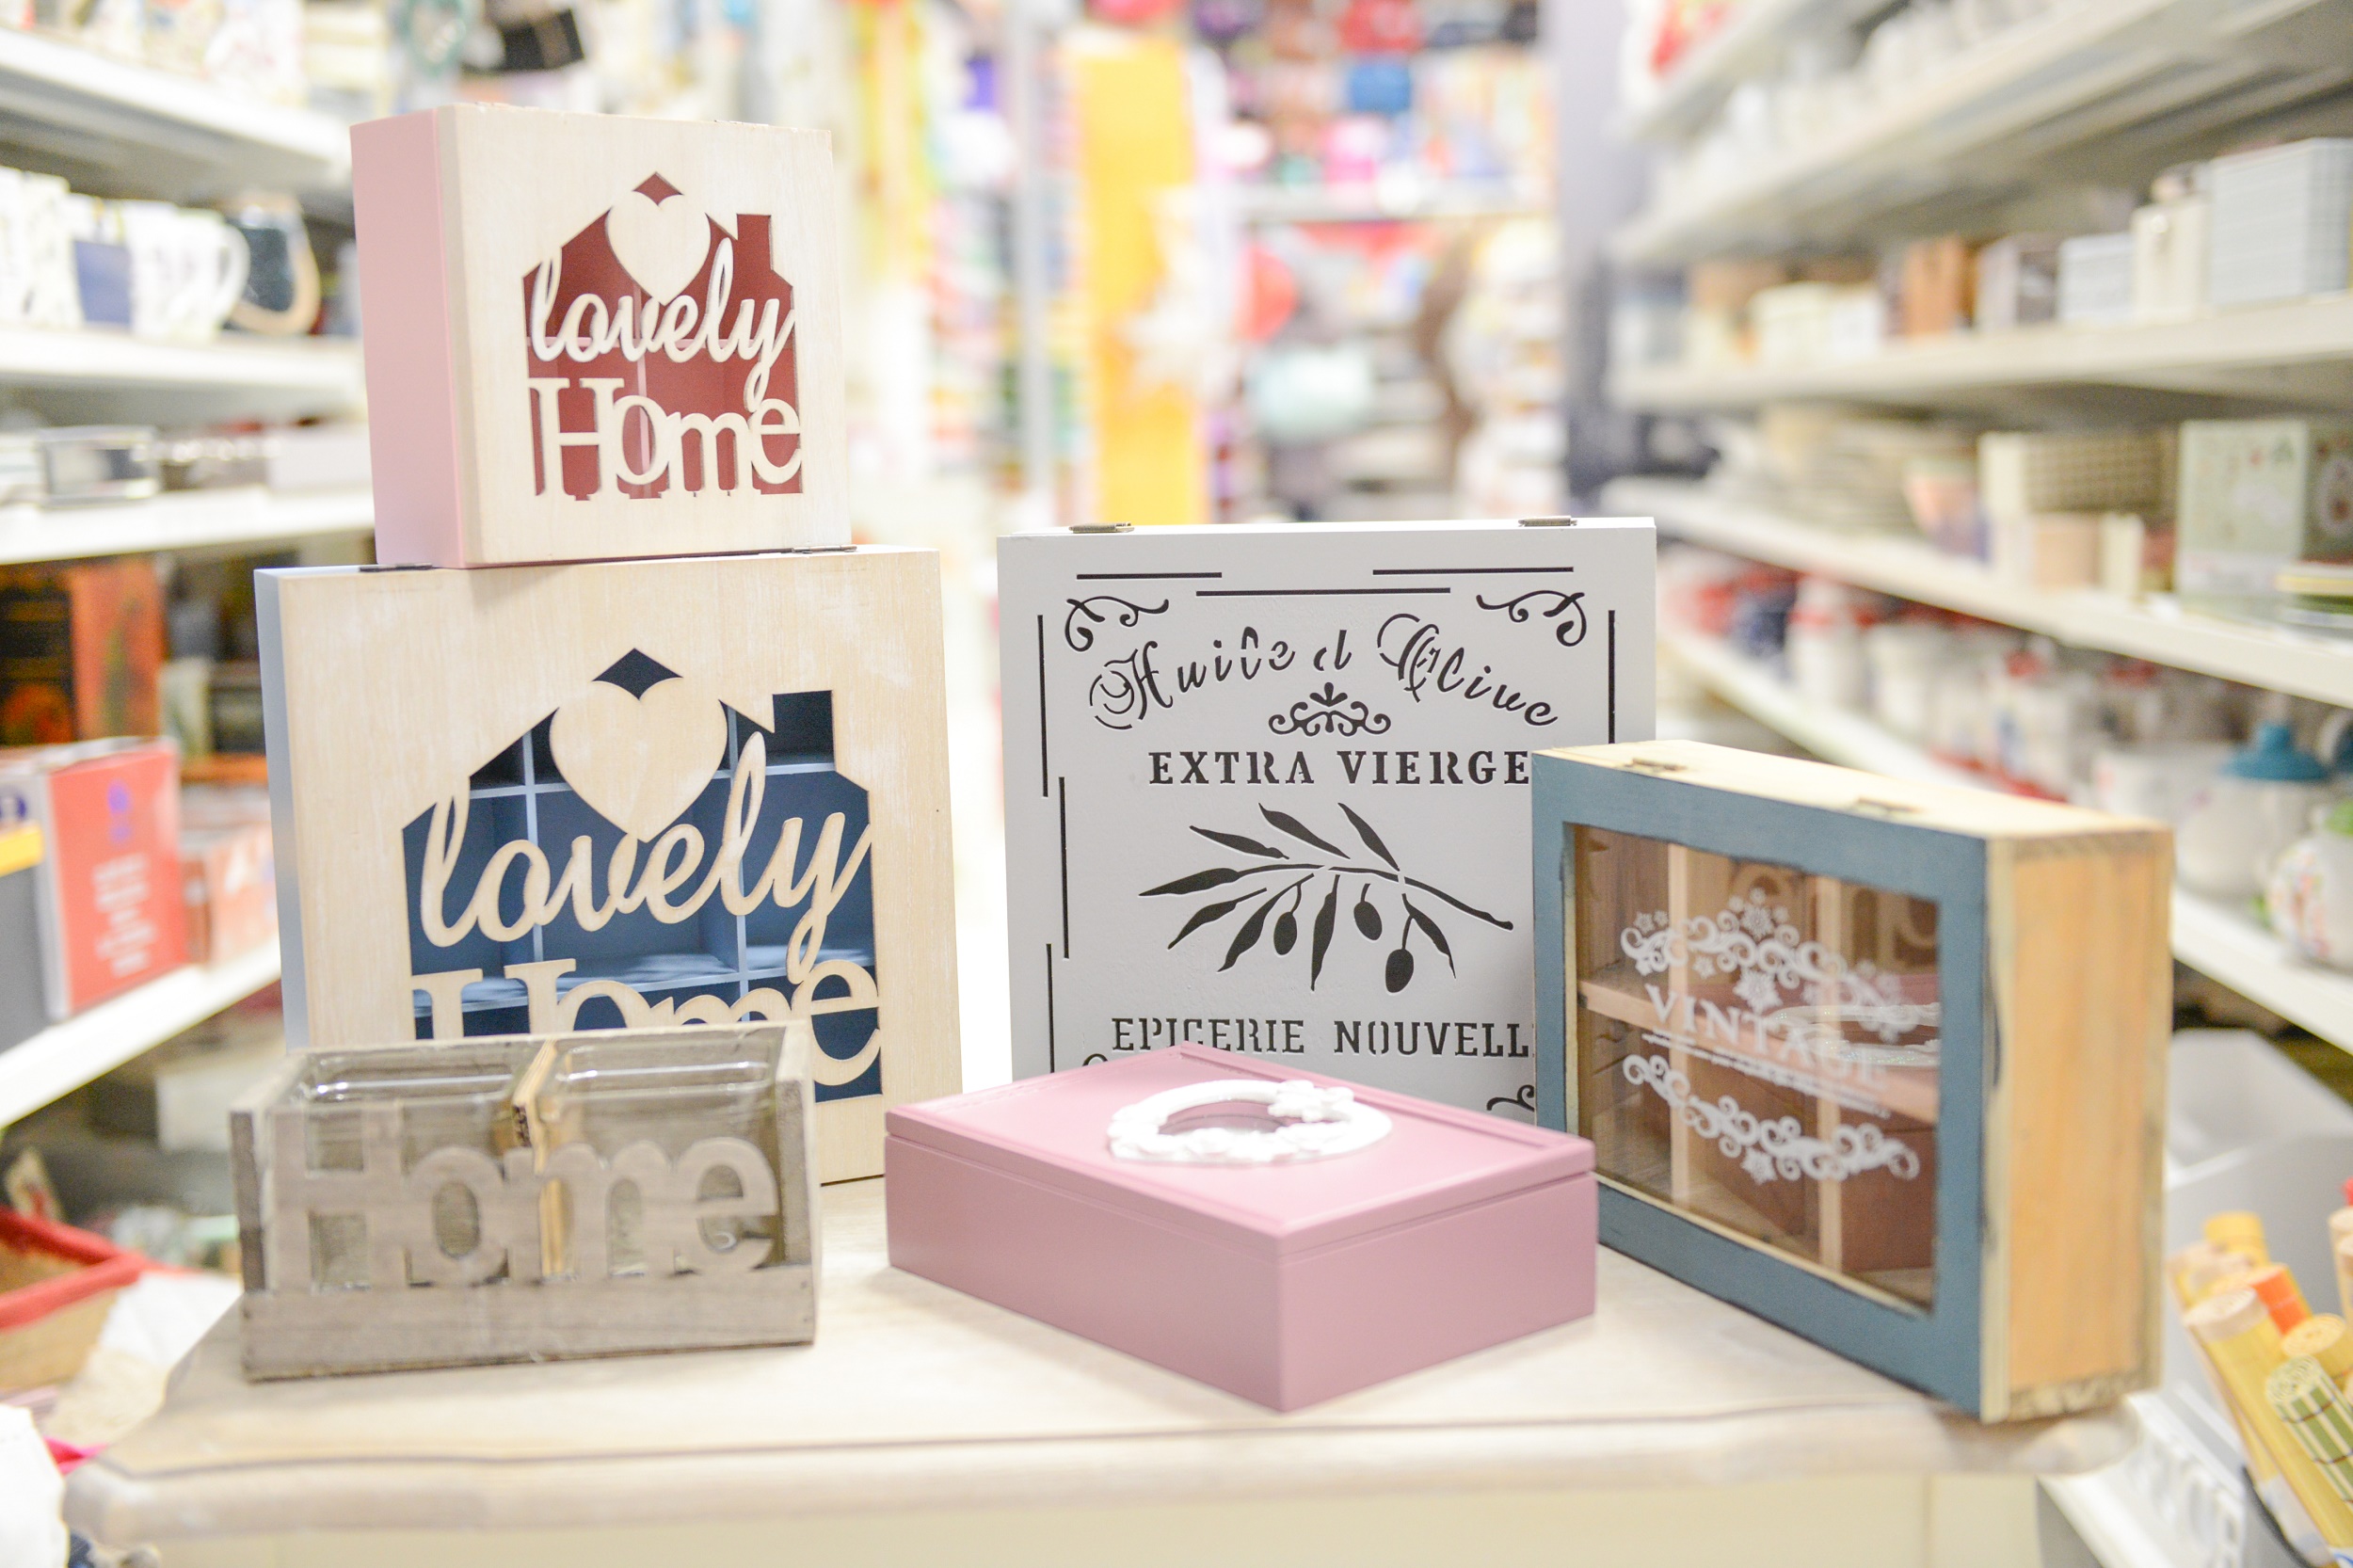 lovely
Home
lovely
Home
Huile d'Olive
EXTRA VIERGE
EPICERIE NOUVELL
VINTAGE
Home